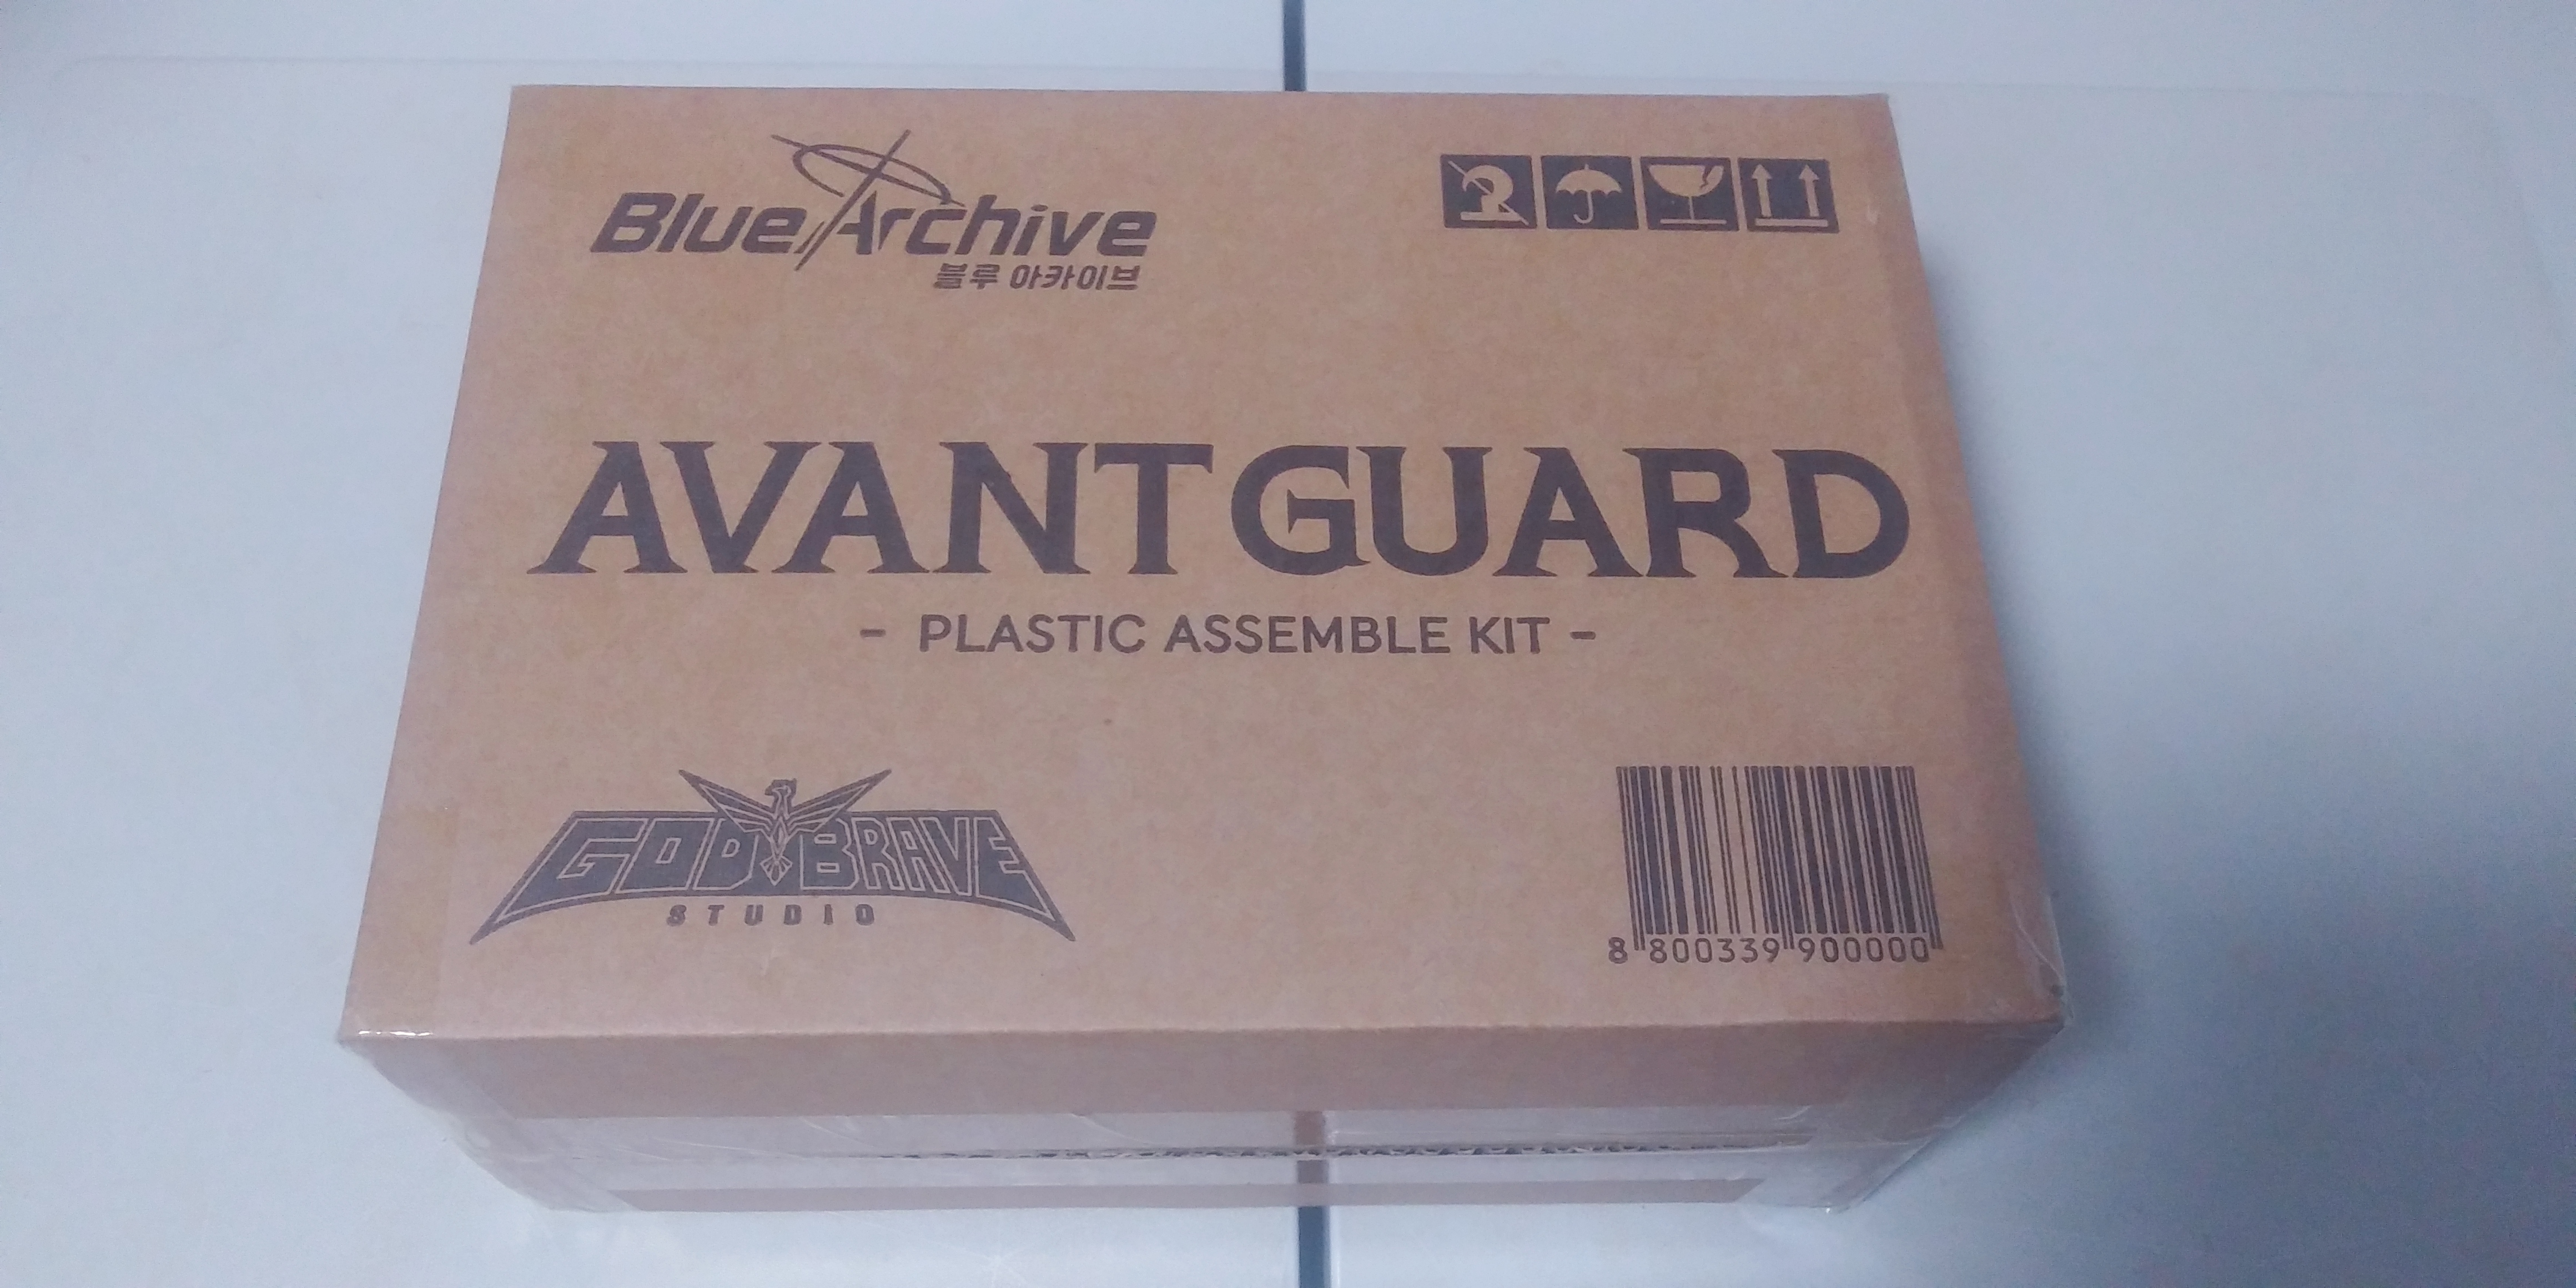 Blue Archive
블루 아카이브
AVANT GUARD
- PLASTIC ASSEMBLE KIT -
GOD BRAVE
STUDIO
8 800339 900000